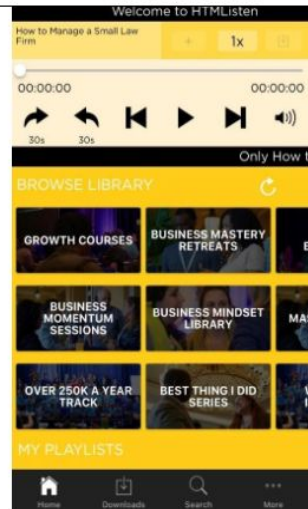 Welcome to HTMListen
How to Manage a Small Law
Firm
+
1x
00:00:00
00:00:00
30s
30s
Only How t
BROWSE LIBRARY
GROWTH COURSES
BUSINESS MASTERY
RETREATS
BUSINESS
MOMENTUM
SESSIONS
BUSINESS MINDSET
LIBRARY
MA
OVER 250K A YEAR
TRACK
BEST THING I DID
SERIES
MY PLAYLISTS
Home
Downloads
Search
More